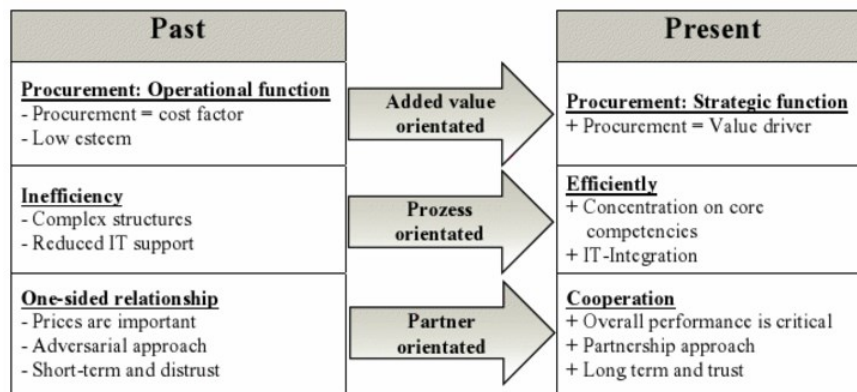 Past
Procurement: Operational function
- Procurement = cost factor
- Low esteem
Inefficiency
- Complex structures
- Reduced IT support
One-sided relationship
- Prices are important
- Adversarial approach
- Short-term and distrust
Added value
orientated
Prozess
orientated
Partner
orientated
Present
Procurement: Strategic function
+ Procurement = Value driver
Efficiently
+ Concentration on core
competencies
+ IT-Integration
Cooperation
+ Overall performance is critical
+ Partnership approach
+ Long term and trust